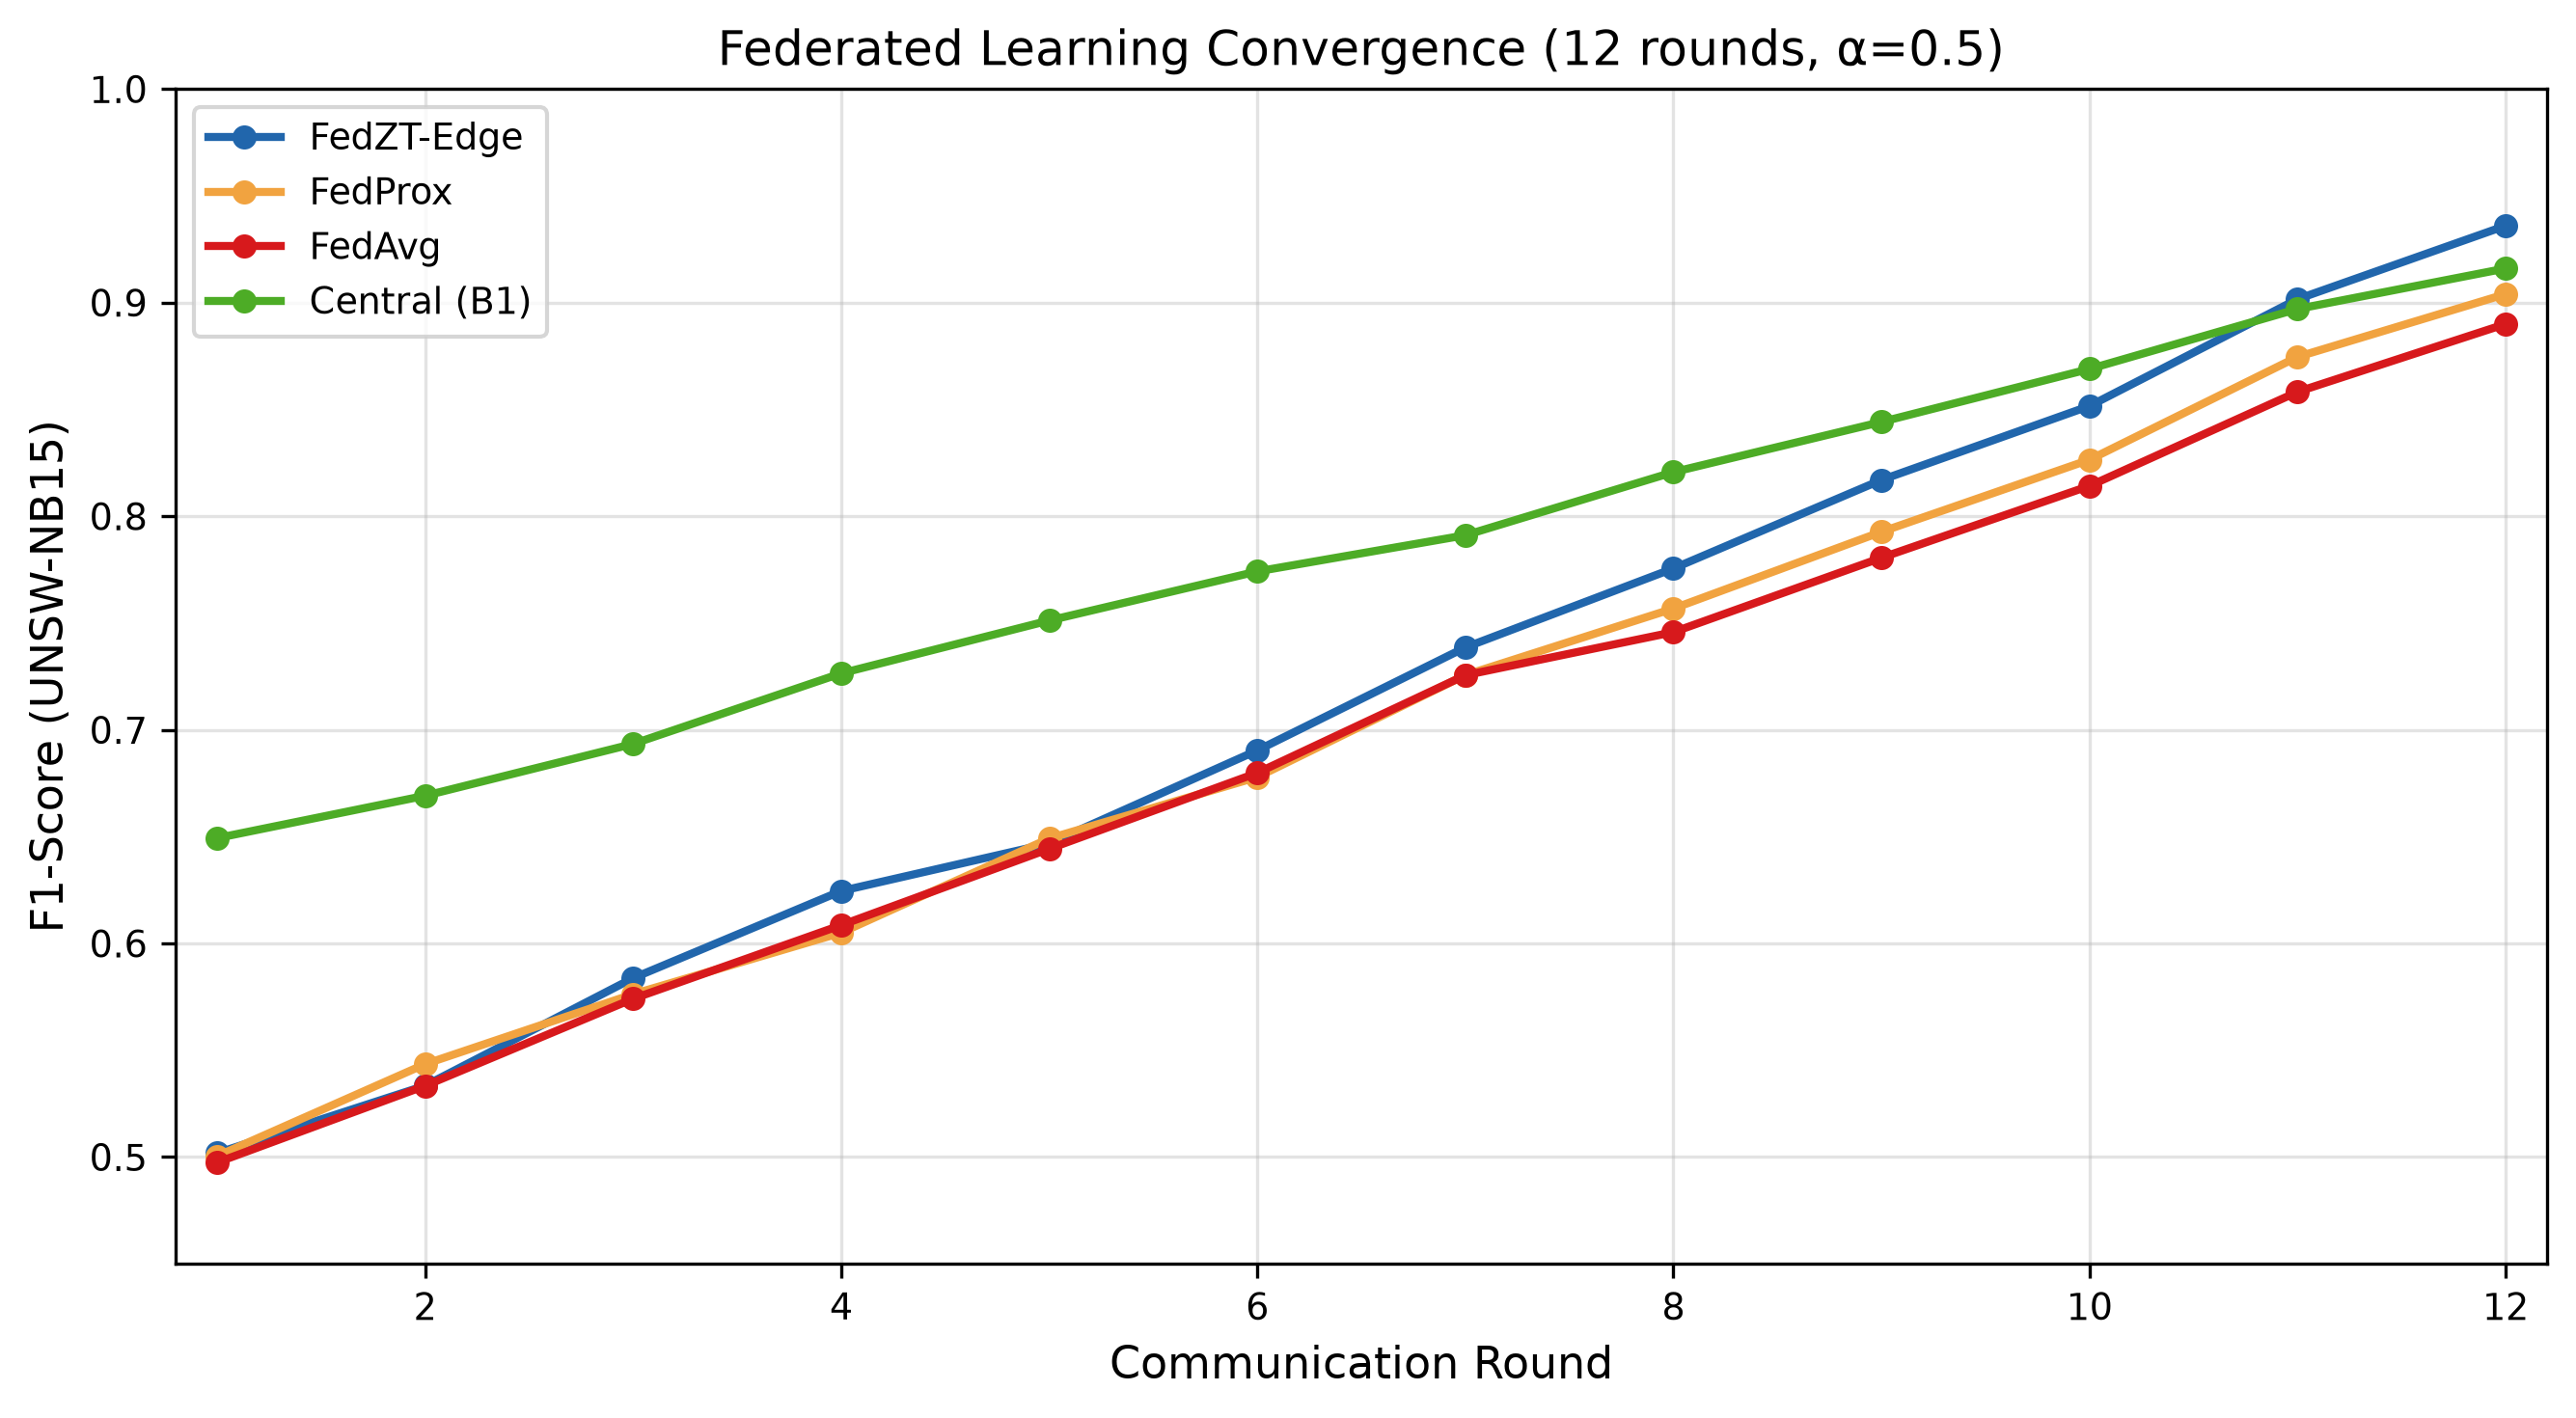 Federated Learning Convergence (12 rounds, α=0.5)
FedZT-Edge
FedProx
FedAvg
Central (B1)
F1-Score (UNSW-NB15)
1.0
0.9
0.8
0.7
0.6
0.5
2 4 6 8 10 12
Communication Round